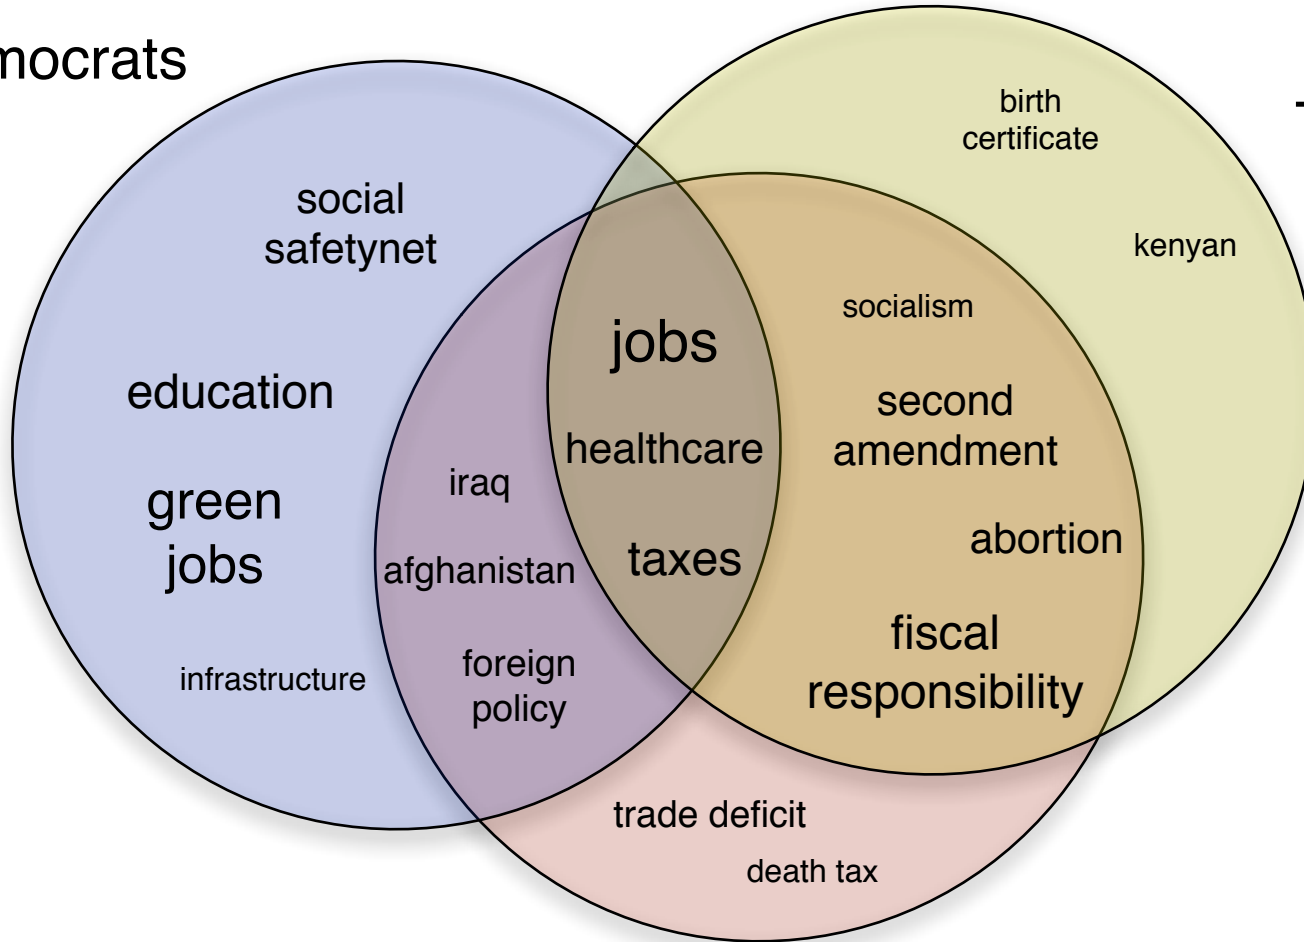 mocrats
birth
certificate
social
safetynet
kenyan
socialism
jobs
education
second
amendment
healthcare
iraq
green
jobs
abortion
taxes
afghanistan
fiscal
responsibility
foreign
policy
infrastructure
trade deficit
death tax